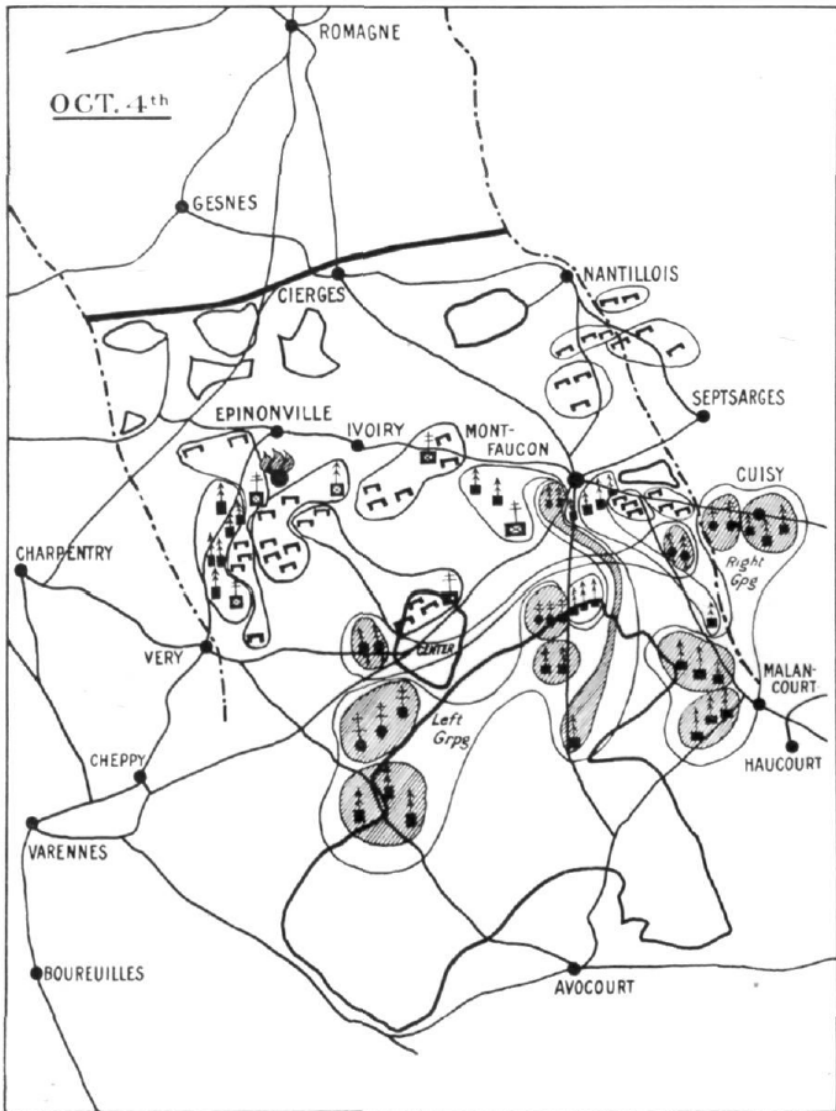 ROMAGNE
OCT. 4th
GESNES
NANTILLOIS
CIERGES
SEPTSARGES
EPINONVILLE
IVOIRY
MONT-
FAUCON
CUISY
CHARPENTRY
Right
Gpg
VERY
CENTER
MALAN-
COURT
Left
Grpg
CHEPPY
HAUCOURT
VARENNES
BOUREUILLES
AVOCOURT